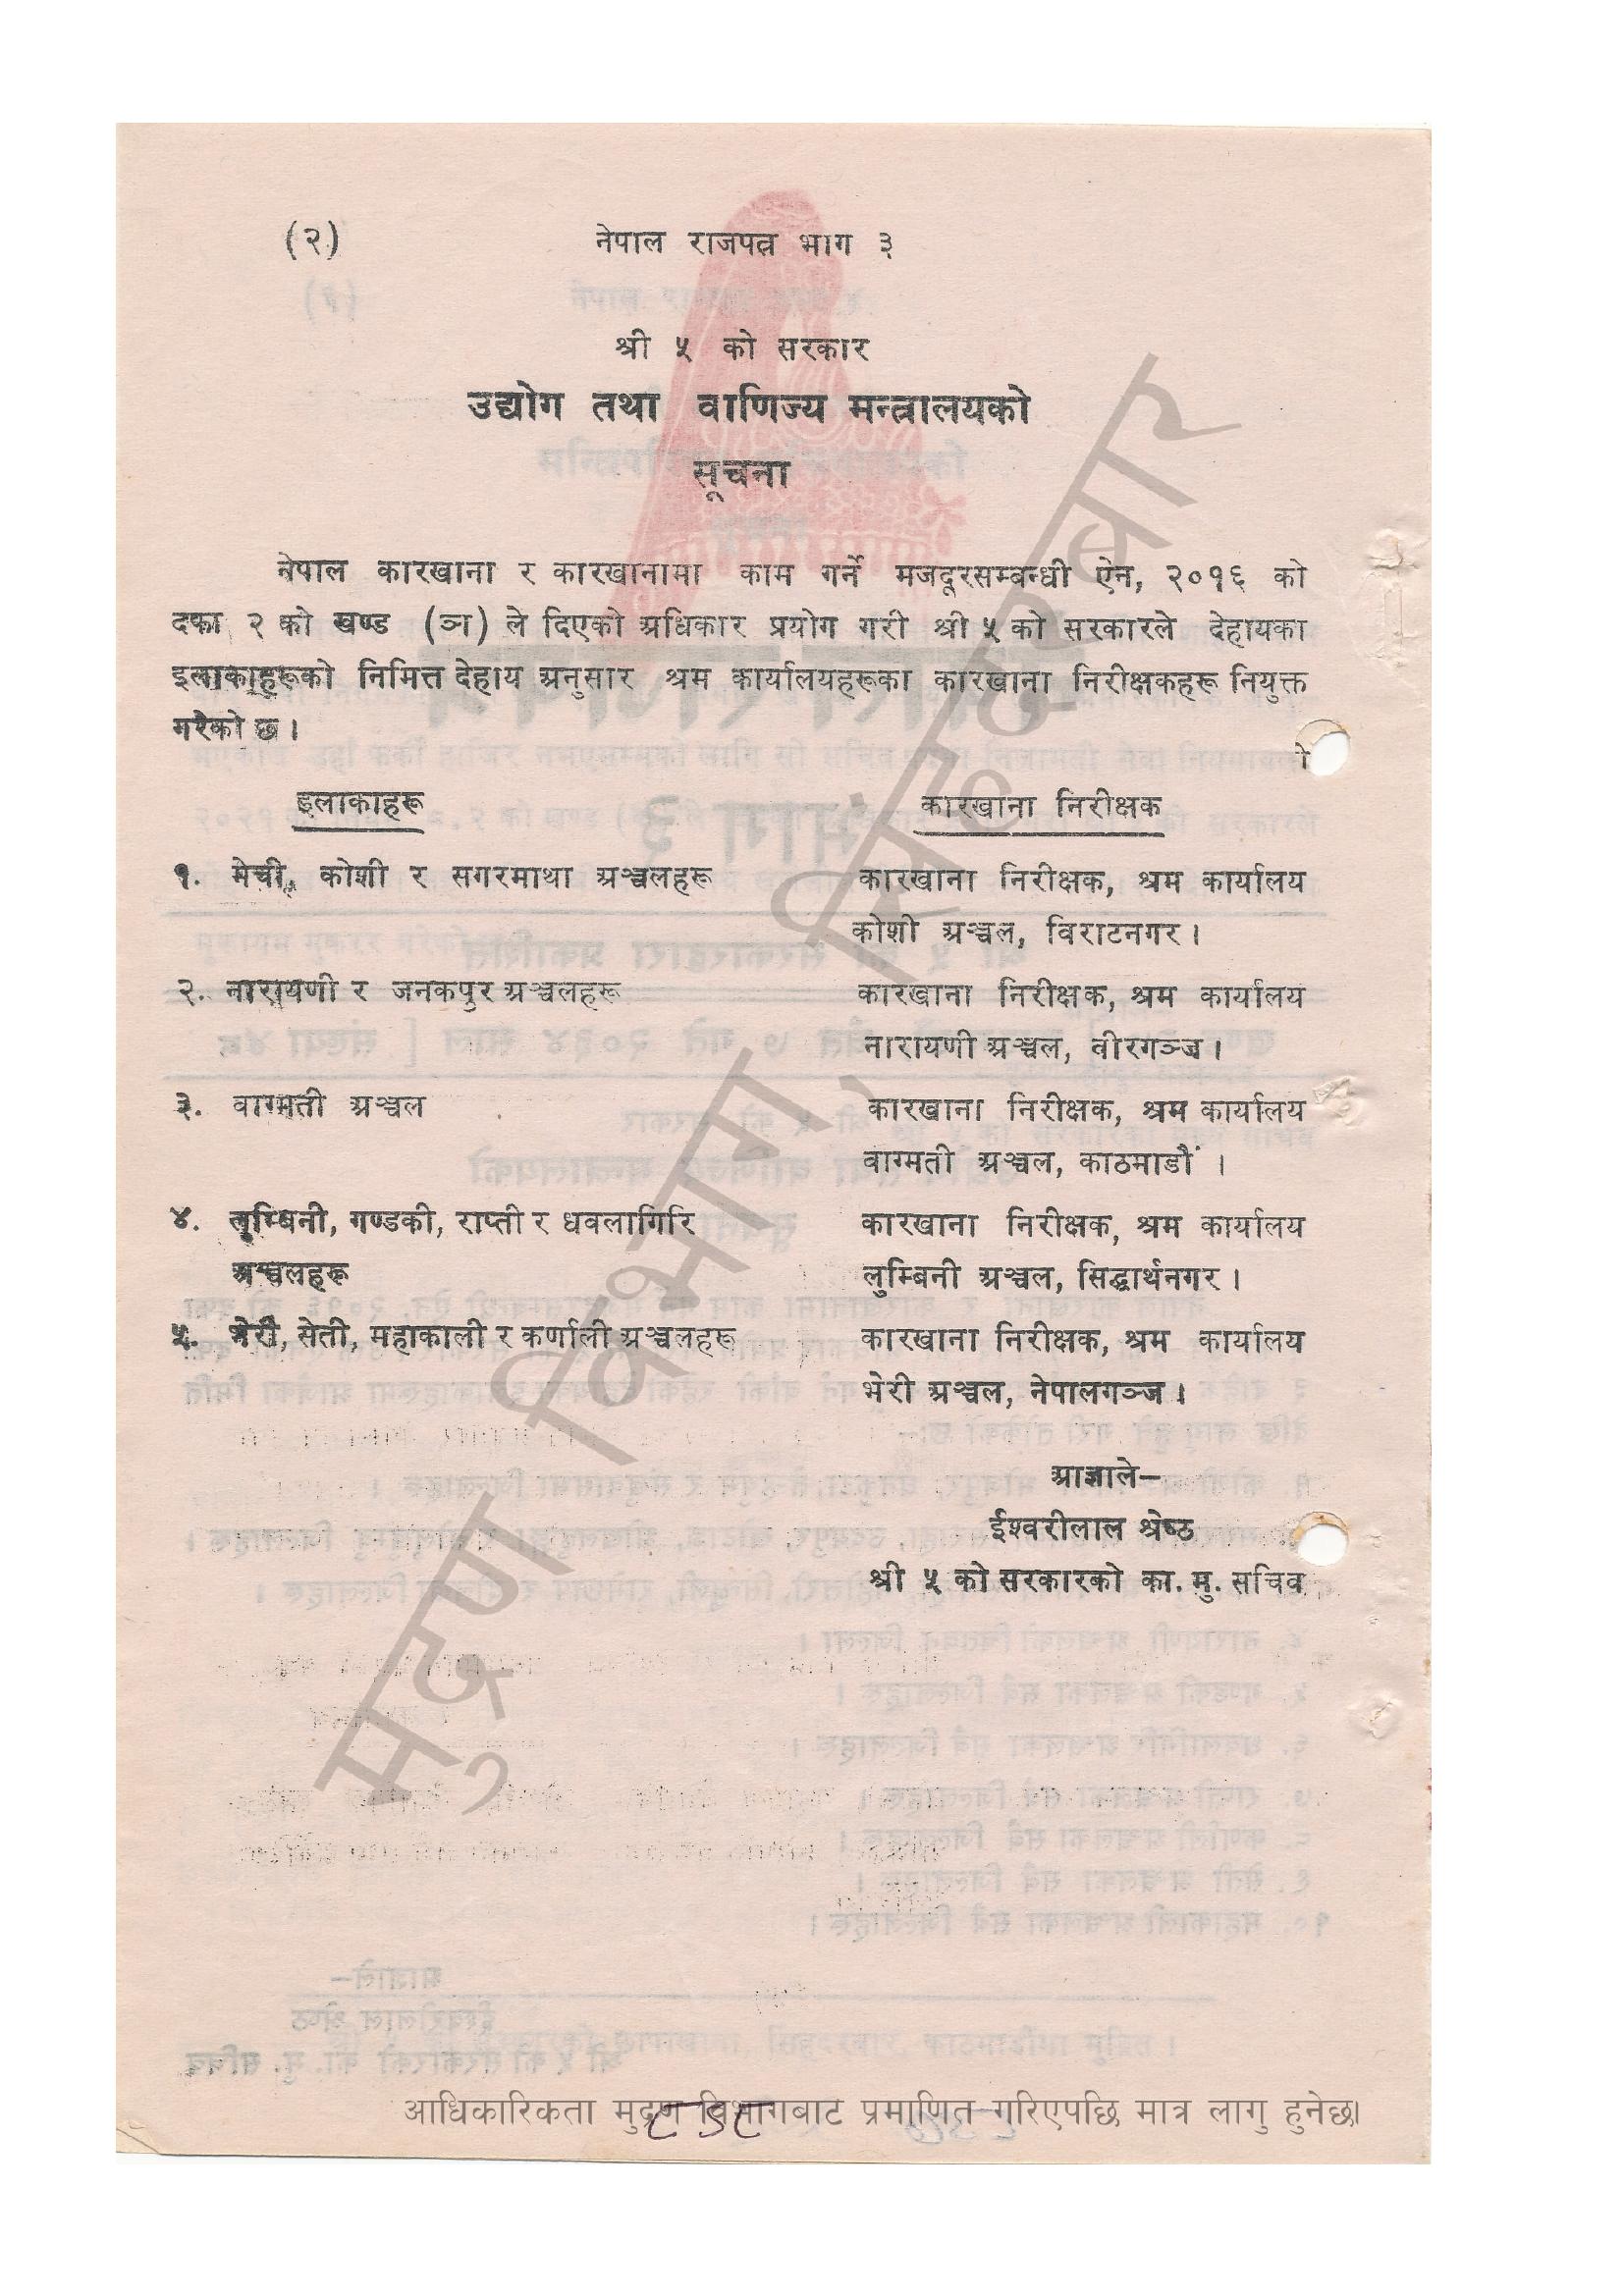 (२) नेपाल राजपत्र भाग ३
श्री ५ को सरकार
उद्योग तथा वाणिज्य मन्त्रालयको
सूचना
नेपाल कारखाना र कारखानामा काम गर्ने मजदूरसम्बन्धी ऐन, २०१६ को
दफा २ को खण्ड (ञ) ले दिएको अधिकार प्रयोग गरी श्री ५ को सरकारले देहायका
इलाकाहरूको निमित्त देहाय अनुसार श्रम कार्यालयहरूका कारखाना निरीक्षकहरू नियुक्त
गरेको छ ।
इलाकाहरू कारखाना निरीक्षक
१. मेची, कोशी र सगरमाथा अञ्चलहरू कारखाना निरीक्षक, श्रम कार्यालय
कोशी अञ्चल, विराटनगर ।
२. नारायणी र जनकपुर अञ्चलहरू कारखाना निरीक्षक, श्रम कार्यालय
नारायणी अञ्चल, वीरगञ्ज ।
३. वाग्मती अञ्चल कारखाना निरीक्षक, श्रम कार्यालय
वाग्मती अञ्चल, काठमाडौं ।
४. लुम्बिनी, गण्डकी, राप्ती र धवलागिरि कारखाना निरीक्षक, श्रम कार्यालय
अञ्चलहरू लुम्बिनी अञ्चल, सिद्धार्थनगर ।
५. भेरी, सेती, महाकाली र कर्णाली अञ्चलहरू कारखाना निरीक्षक, श्रम कार्यालय
भेरी अञ्चल, नेपालगञ्ज ।
आज्ञाले–
ईश्वरीलाल श्रेष्ठ
श्री ५ को सरकारको का. मु. सचिव
मुद्रण विभाग, सिंहदरबार
आधिकारिकता मुद्रण विभागबाट प्रमाणित गरिएपछि मात्र लागु हुनेछ।